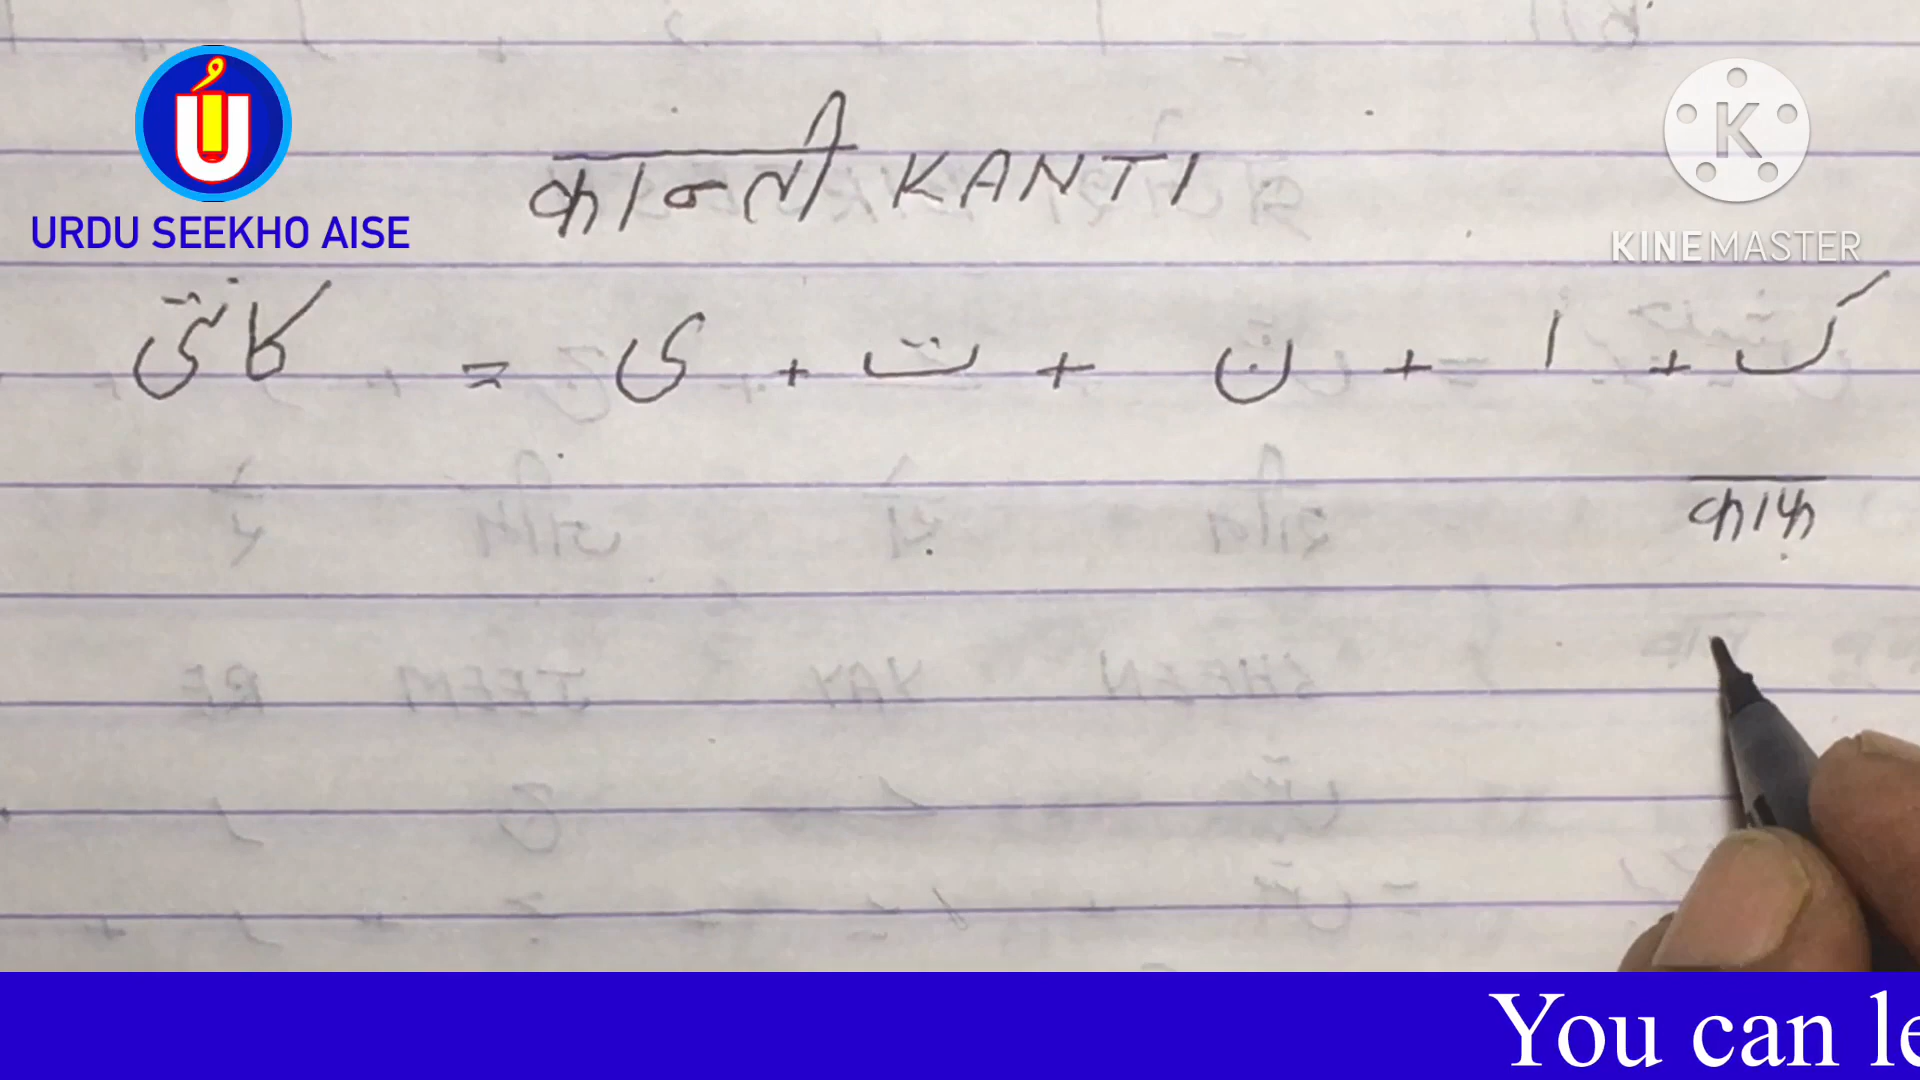 URDU SEEKHO AISE
KINEMASTER
कान्ती KANTI
ک + ا + ن + ت + ی = کانتی
काफ
You can le